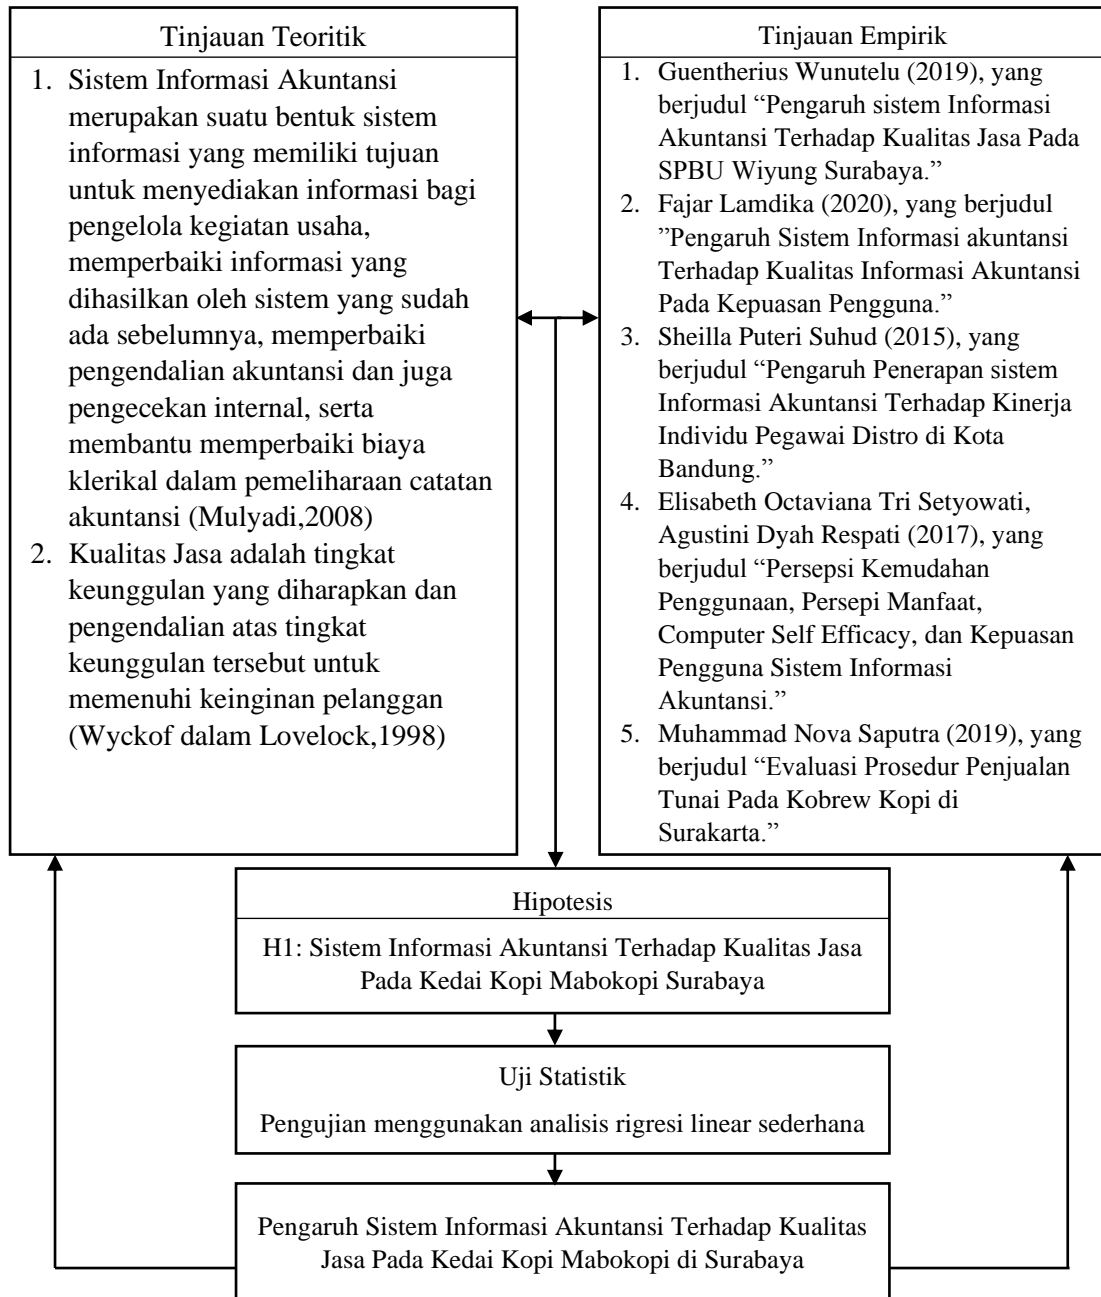 Tinjauan Teoritik
1. Sistem Informasi Akuntansi
merupakan suatu bentuk sistem
informasi yang memiliki tujuan
untuk menyediakan informasi bagi
pengelola kegiatan usaha,
memperbaiki informasi yang
dihasilkan oleh sistem yang sudah
ada sebelumnya, memperbaiki
pengendalian akuntansi dan juga
pengecekan internal, serta
membantu memperbaiki biaya
klerikal dalam pemeliharaan catatan
akuntansi (Mulyadi,2008)
2. Kualitas Jasa adalah tingkat
keunggulan yang diharapkan dan
pengendalian atas tingkat
keunggulan tersebut untuk
memenuhi keinginan pelanggan
(Wyckof dalam Lovelock,1998)
Tinjauan Empirik
1. Guentherius Wunutelu (2019), yang
berjudul “Pengaruh sistem Informasi
Akuntansi Terhadap Kualitas Jasa Pada
SPBU Wiyung Surabaya.”
2. Fajar Lamdika (2020), yang berjudul
”Pengaruh Sistem Informasi akuntansi
Terhadap Kualitas Informasi Akuntansi
Pada Kepuasan Pengguna.”
3. Sheilla Puteri Suhud (2015), yang
berjudul “Pengaruh Penerapan sistem
Informasi Akuntansi Terhadap Kinerja
Individu Pegawai Distro di Kota
Bandung.”
4. Elisabeth Octaviana Tri Setyowati,
Agustini Dyah Respati (2017), yang
berjudul “Persepsi Kemudahan
Penggunaan, Persepi Manfaat,
Computer Self Efficacy, dan Kepuasan
Pengguna Sistem Informasi
Akuntansi.”
5. Muhammad Nova Saputra (2019), yang
berjudul “Evaluasi Prosedur Penjualan
Tunai Pada Kobrew Kopi di
Surakarta.”
Hipotesis
H1: Sistem Informasi Akuntansi Terhadap Kualitas Jasa
Pada Kedai Kopi Mabokopi Surabaya
Uji Statistik
Pengujian menggunakan analisis rigresi linear sederhana
Pengaruh Sistem Informasi Akuntansi Terhadap Kualitas
Jasa Pada Kedai Kopi Mabokopi di Surabaya